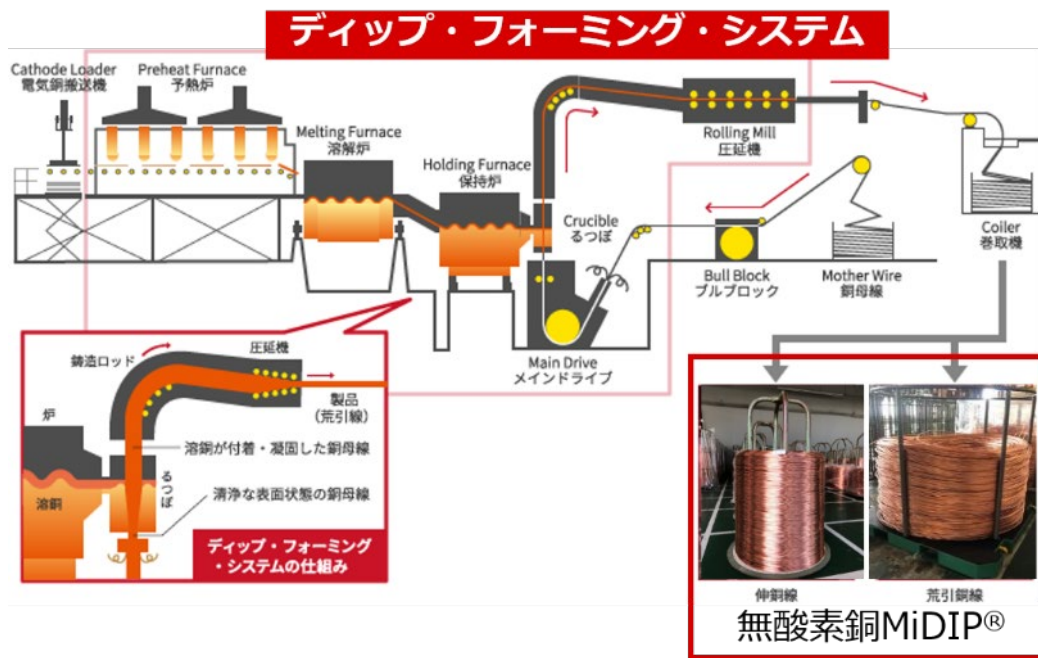 ディップ・フォーミング・システム
Cathode Loader
電気銅搬送機
Preheat Furnace
予熱炉
Melting Furnace
溶解炉
Holding Furnace
保持炉
Crucible
るつぼ
Rolling Mill
圧延機
Coller
巻取機
Bull Block
ブルブロック
Mother Wire
銅母線
Main Drive
メインドライブ
鋳造ロッド
圧延機
炉
製品
(荒引線)
溶銅が付着・凝固した銅母線
るつぼ
溶銅
清浄な表面状態の銅母線
ディップ・フォーミング
・システムの仕組み
伸銅線
荒引銅線
無酸素銅MiDIP®